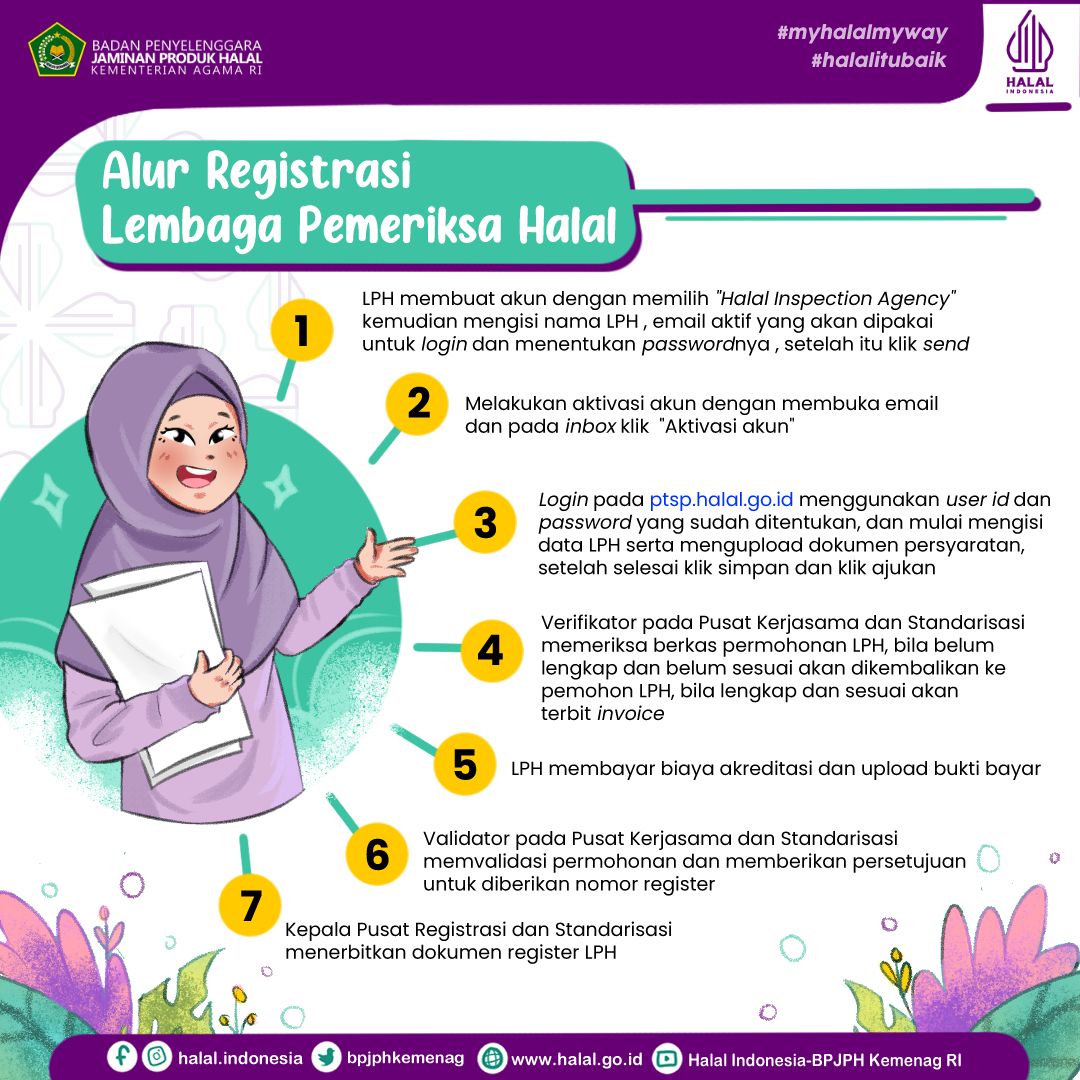 BADAN PENYELENGGARA
JAMINAN PRODUK HALAL
KEMENTERIAN AGAMA RI
#myhalalmyway
#halalitubaik
HALAL
INDONESIA
Alur Registrasi
Lembaga Pemeriksa Halal
1
LPH membuat akun dengan memilih "Halal Inspection Agency"
kemudian mengisi nama LPH , email aktif yang akan dipakai
untuk login dan menentukan passwordnya , setelah itu klik send
2
Melakukan aktivasi akun dengan membuka email
dan pada inbox klik "Aktivasi akun"
3
Login pada ptsp.halal.go.id menggunakan user id dan
password yang sudah ditentukan, dan mulai mengisi
data LPH serta mengupload dokumen persyaratan,
setelah selesai klik simpan dan klik ajukan
4
Verifikator pada Pusat Kerjasama dan Standarisasi
memeriksa berkas permohonan LPH, bila belum
lengkap dan belum sesuai akan dikembalikan ke
pemohon LPH, bila lengkap dan sesuai akan
terbit invoice
5
LPH membayar biaya akreditasi dan upload bukti bayar
6
Validator pada Pusat Kerjasama dan Standarisasi
memvalidasi permohonan dan memberikan persetujuan
untuk diberikan nomor register
7
Kepala Pusat Registrasi dan Standarisasi
menerbitkan dokumen register LPH
halal.indonesia
bpjphkemenag
www.halal.go.id
Halal Indonesia-BPJPH Kemenag RI